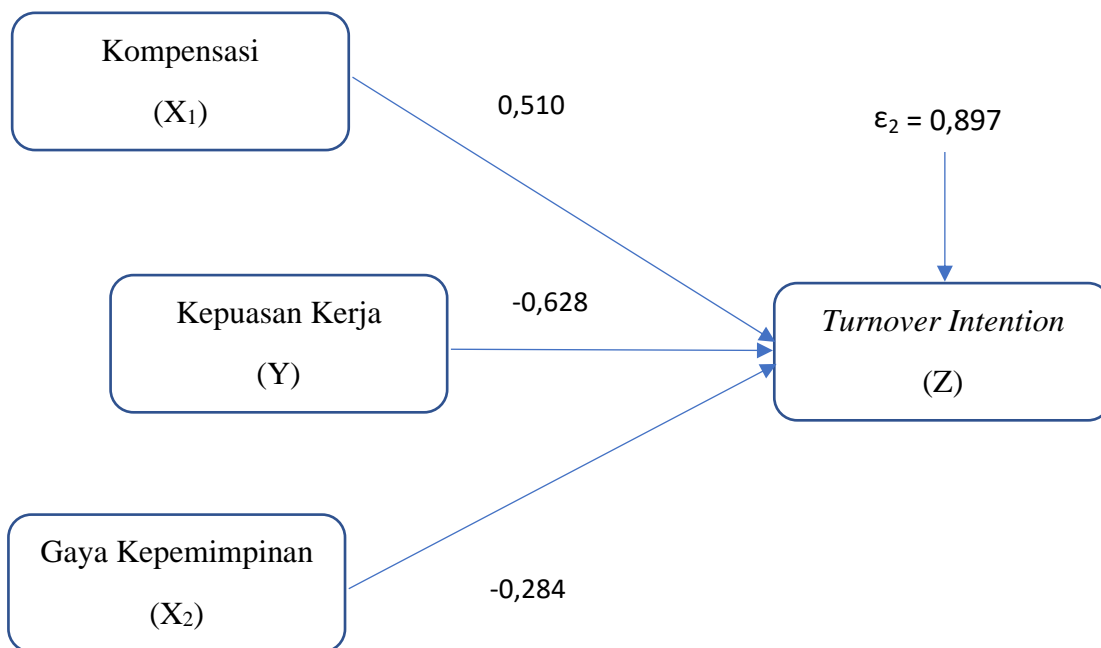 Kompensasi
(X₁)
0,510
ε₂ = 0,897
Kepuasan Kerja
(Y)
-0,628
Turnover Intention
(Z)
Gaya Kepemimpinan
(X₂)
-0,284